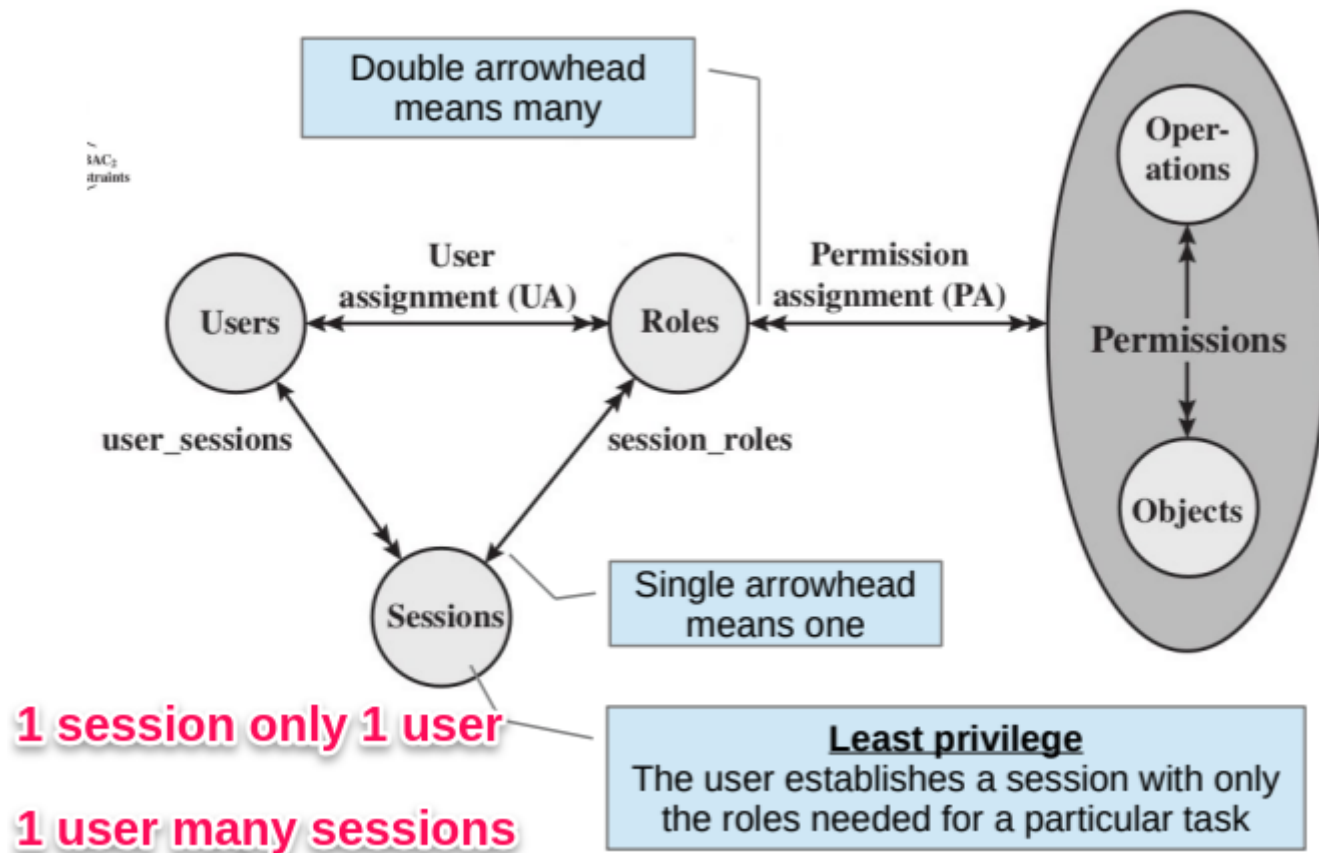 Double arrowhead
means many
Oper-
ations
BAC₂
straints
User
assignment (UA)
Permission
assignment (PA)
Users
Roles
Permissions
user_sessions
session_roles
Objects
Single arrowhead
means one
Sessions
1 session only 1 user
Least privilege
The user establishes a session with only
the roles needed for a particular task
1 user many sessions